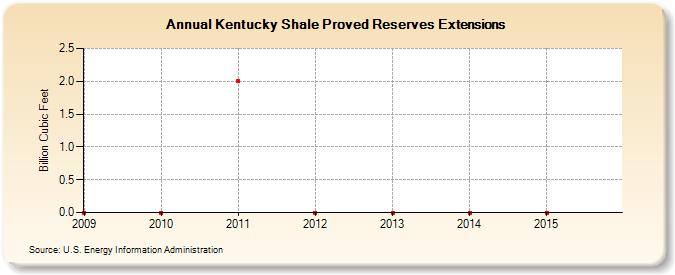 Annual Kentucky Shale Proved Reserves Extensions
Billion Cubic Feet
2.5
2.0
1.5
1.0
0.5
0.0
2009 2010 2011 2012 2013 2014 2015
Source: U.S. Energy Information Administration